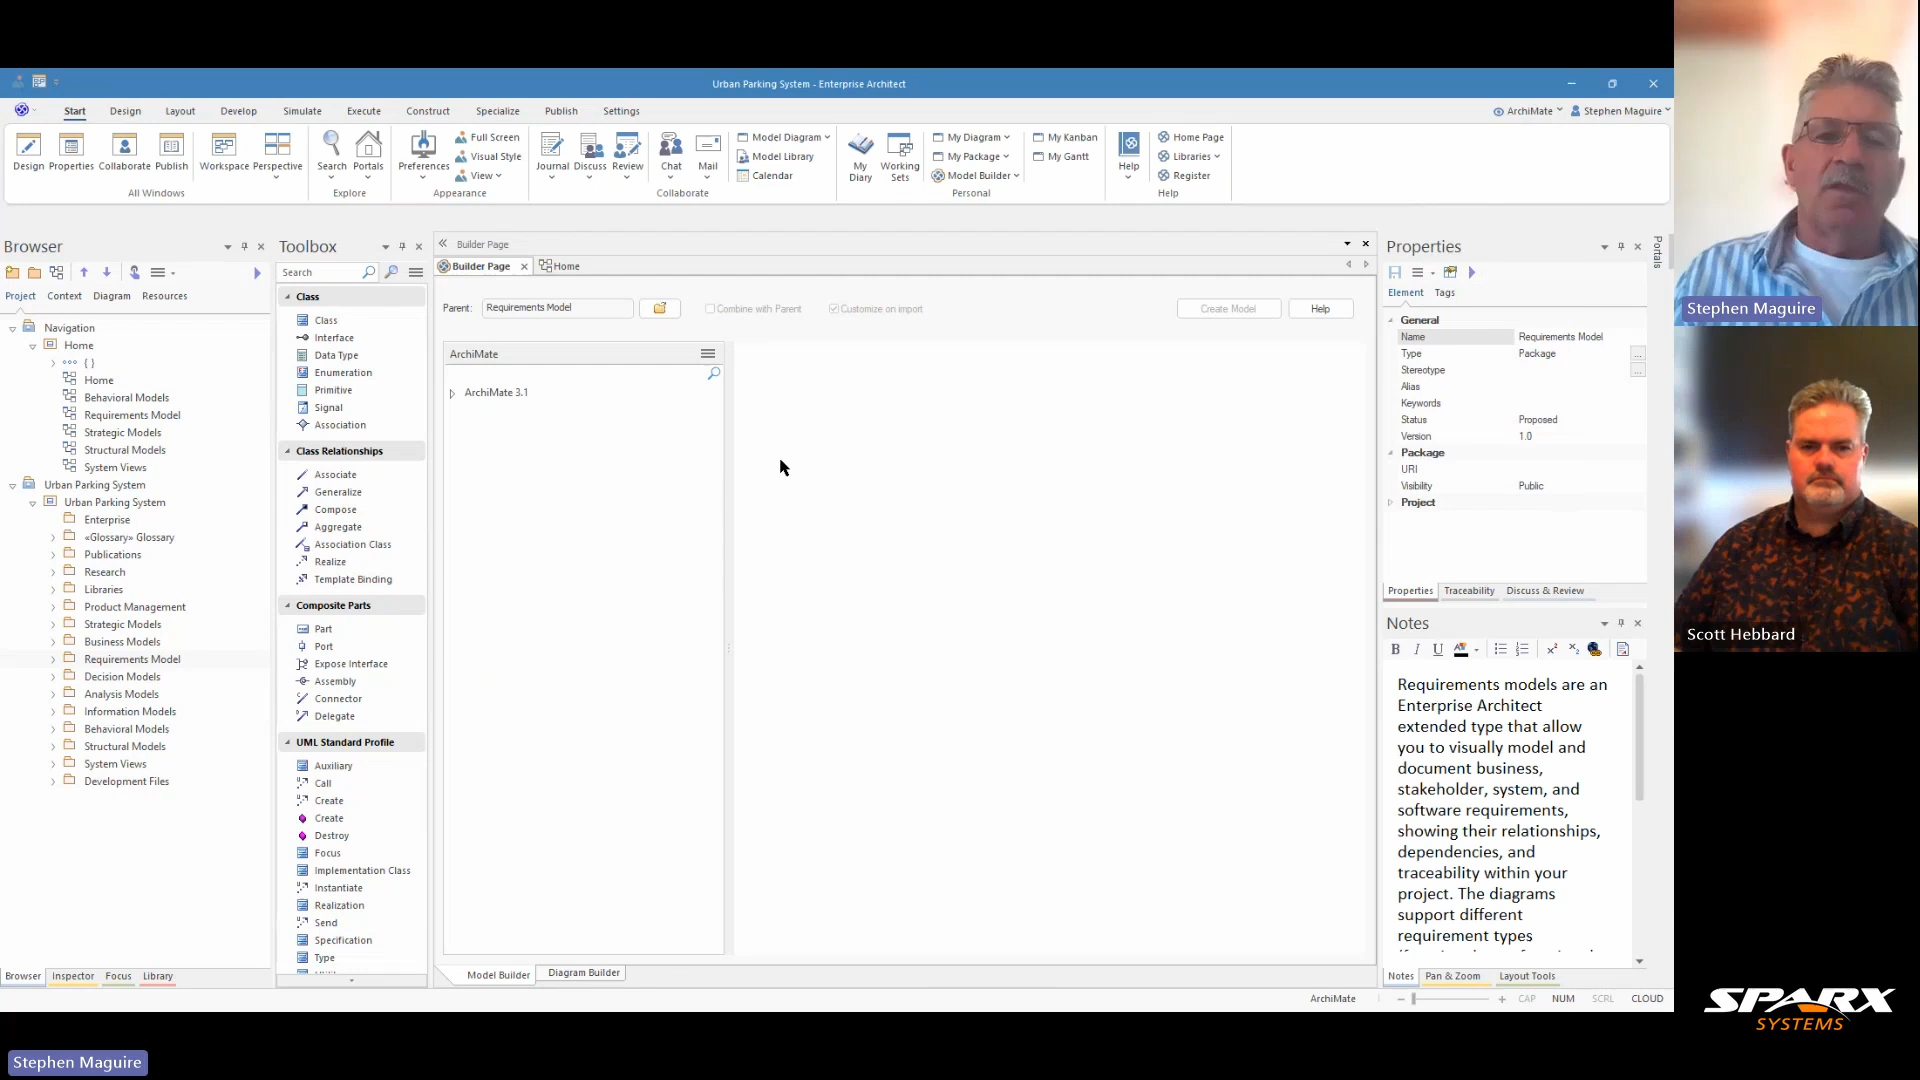 Urban Parking System - Enterprise Architect
Start Design Layout Develop Simulate Execute Construct Specialize Publish Settings
ArchiMate Stephen Maguire
Design Properties Collaborate Publish Workspace Perspective
All Windows
Search Portals
Explore
Preferences
Full Screen
Visual Style
View
Appearance
Journal Discuss Review Chat Mail
Model Diagram
Model Library
Calendar
Collaborate
My Diary
Working Sets
My Diagram
My Package
Model Builder
My Kanban
My Gantt
Personal
Help
Home Page
Libraries
Register
Help
Browser
Project Context Diagram Resources
Navigation
Home
{ }
Home
Behavioral Models
Requirements Model
Strategic Models
Structural Models
System Views
Urban Parking System
Urban Parking System
Enterprise
«Glossary» Glossary
Publications
Research
Libraries
Product Management
Strategic Models
Business Models
Requirements Model
Decision Models
Analysis Models
Information Models
Behavioral Models
Structural Models
System Views
Development Files
Browser Inspector Focus Library
Toolbox
Search
Class
Class
Interface
Data Type
Enumeration
Primitive
Signal
Association
Class Relationships
Associate
Generalize
Compose
Aggregate
Association Class
Realize
Template Binding
Composite Parts
Part
Port
Expose Interface
Assembly
Connector
Delegate
UML Standard Profile
Auxiliary
Call
Create
Create
Destroy
Focus
Implementation Class
Instantiate
Realization
Send
Specification
Type
Builder Page
Builder Page Home
Parent: Requirements Model Combine with Parent Customize on import Create Model Help
ArchiMate
ArchiMate 3.1
Model Builder Diagram Builder
Properties
Element Tags
General
Name Requirements Model
Type Package
Stereotype
Alias
Keywords
Status Proposed
Version 1.0
Package
URI
Visibility Public
Project
Properties Traceability Discuss & Review
Portals
Notes
B I U A
Requirements models are an
Enterprise Architect
extended type that allow
you to visually model and
document business,
stakeholder, system, and
software requirements,
showing their relationships,
dependencies, and
traceability within your
project. The diagrams
support different
requirement types
Notes Pan & Zoom Layout Tools
ArchiMate CAP NUM SCRL CLOUD
Stephen Maguire
Scott Hebbard
SPARX
SYSTEMS
Stephen Maguire